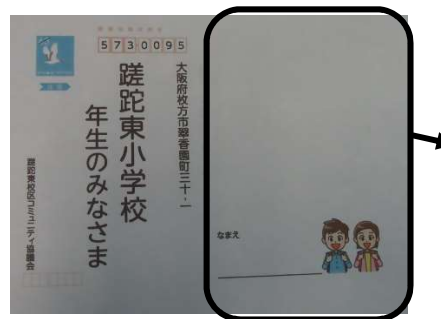 5730095
大阪府枚方市翠香園町三十-一
蹉跎東小学校
年生のみなさま
蹉跎東校区コミュニティ協議会
なまえ